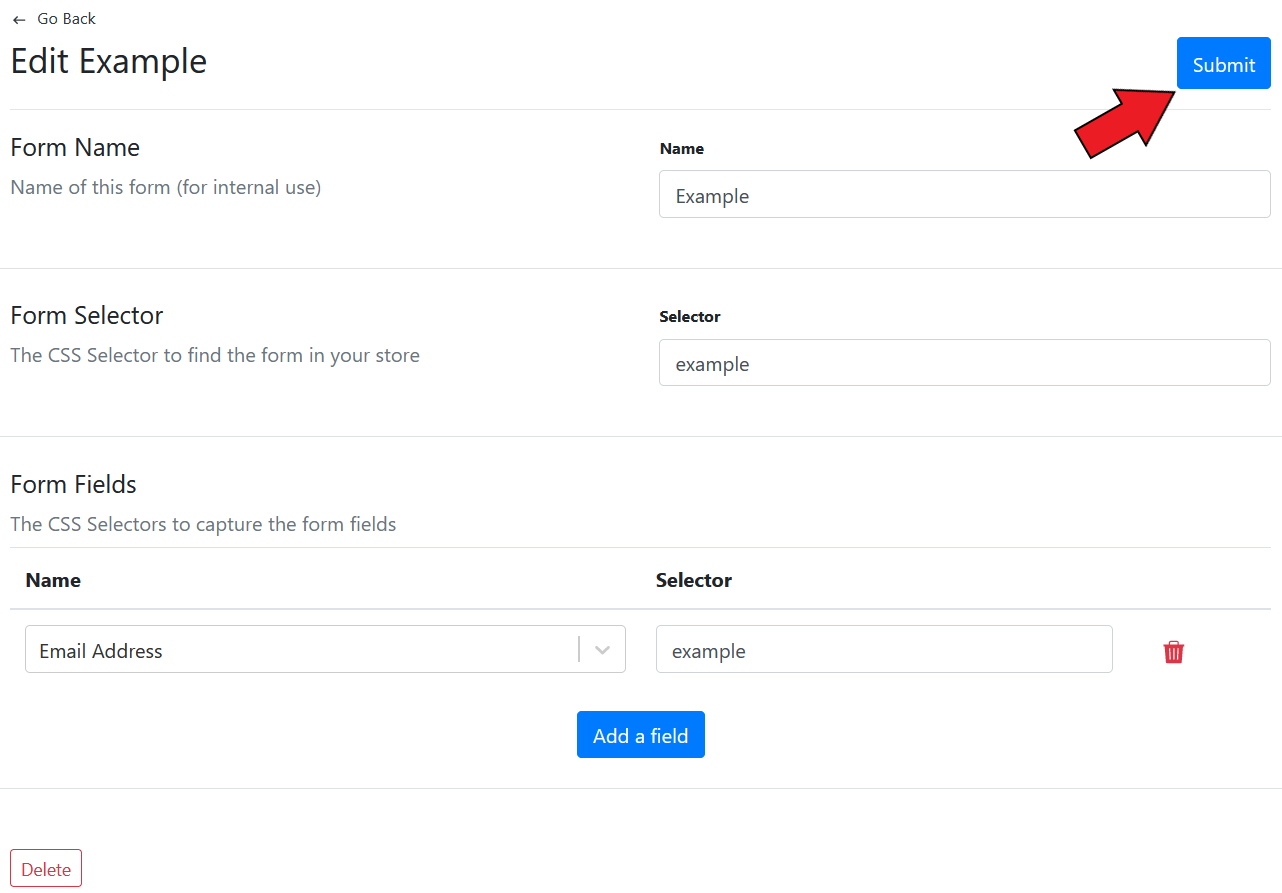 Go Back
Edit Example
Submit
Form Name
Name
Name of this form (for internal use)
Example
Form Selector
Selector
The CSS Selector to find the form in your store
example
Form Fields
The CSS Selectors to capture the form fields
Name Selector
Email Address example
Add a field
Delete